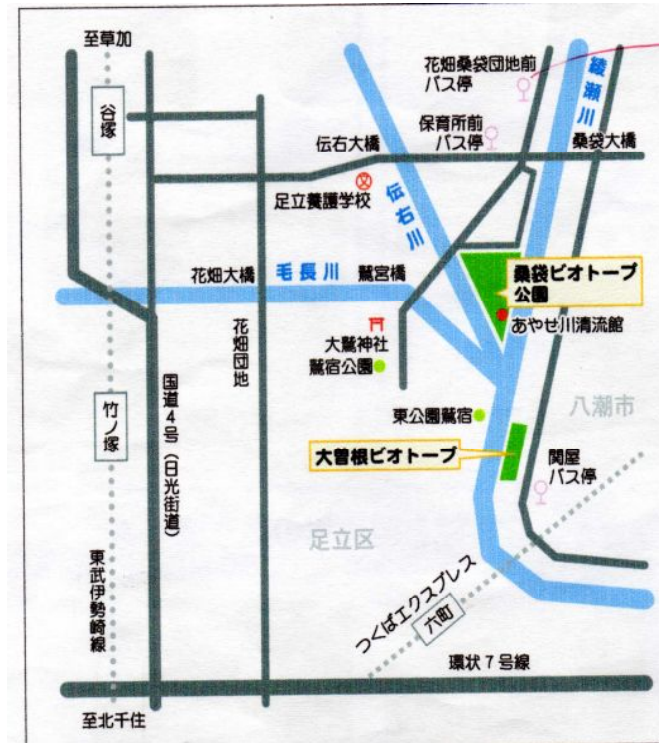 至草加
谷塚
花畑桑袋団地前
バス停
綾瀬川
保育所前
バス停
伝右大橋
桑袋大橋
足立養護学校
伝右川
花畑大橋
毛長川
鷲宮橋
桑袋ビオトープ
公園
あやせ川清流館
大鷲神社
鷲宿公園
花畑団地
国道4号（日光街道）
竹ノ塚
東公園鷲宿
八潮市
大曽根ビオトープ
関屋
バス停
足立区
東武伊勢崎線
つくばエクスプレス
六町
環状7号線
至北千住